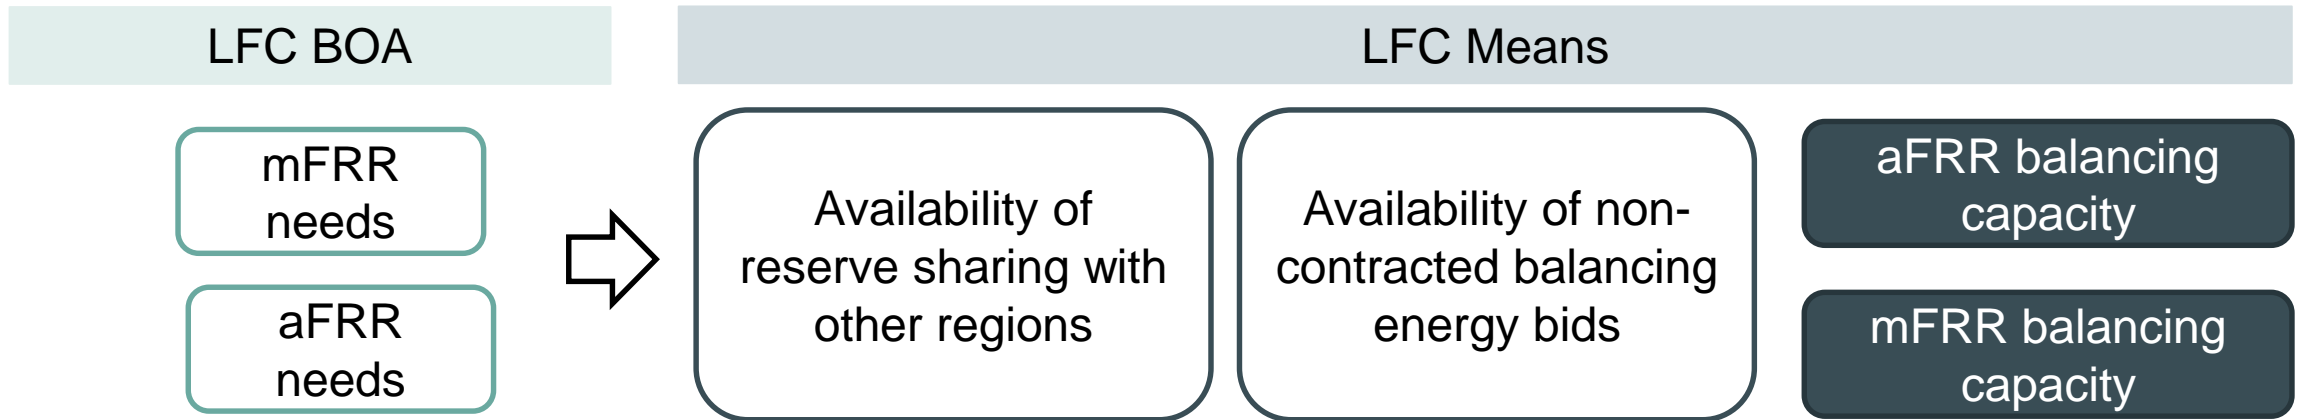 LFC BOA
LFC Means
mFRR
needs
aFRR
needs
Availability of
reserve sharing with
other regions
Availability of non-
contracted balancing
energy bids
aFRR balancing
capacity
mFRR balancing
capacity